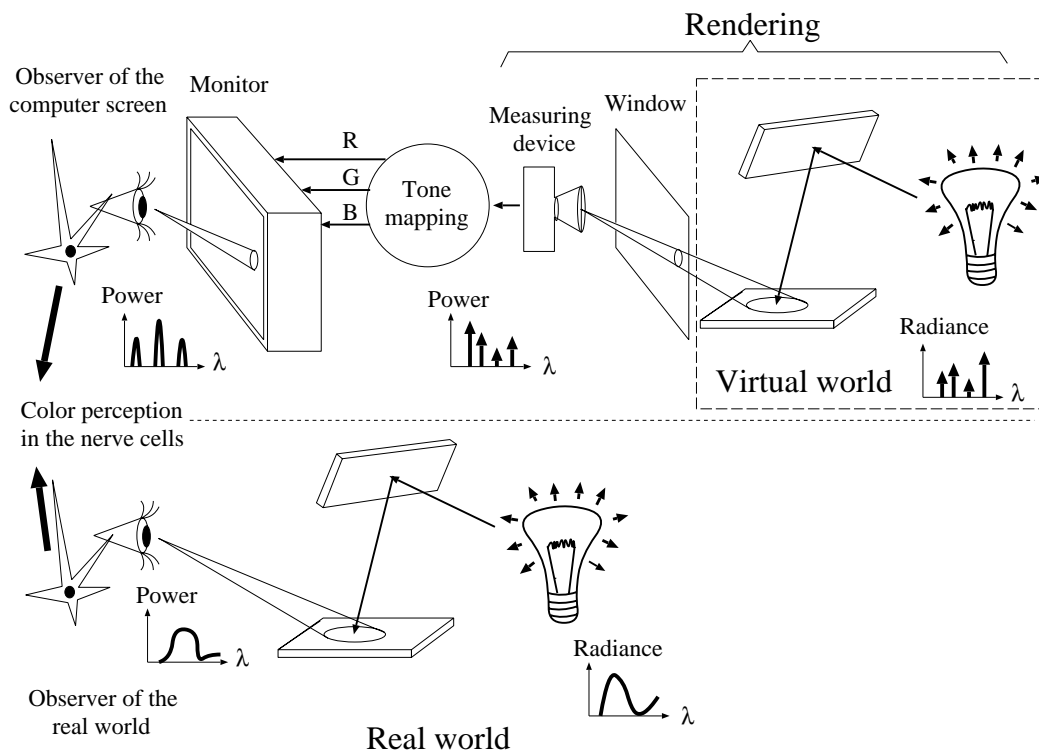 Rendering
Observer of the
computer screen
Monitor
Measuring
device
Window
R
G
B
Tone
mapping
Power
λ
Power
λ
Radiance
λ
Virtual world
Color perception
in the nerve cells
Power
λ
Radiance
λ
Observer of the
real world
Real world